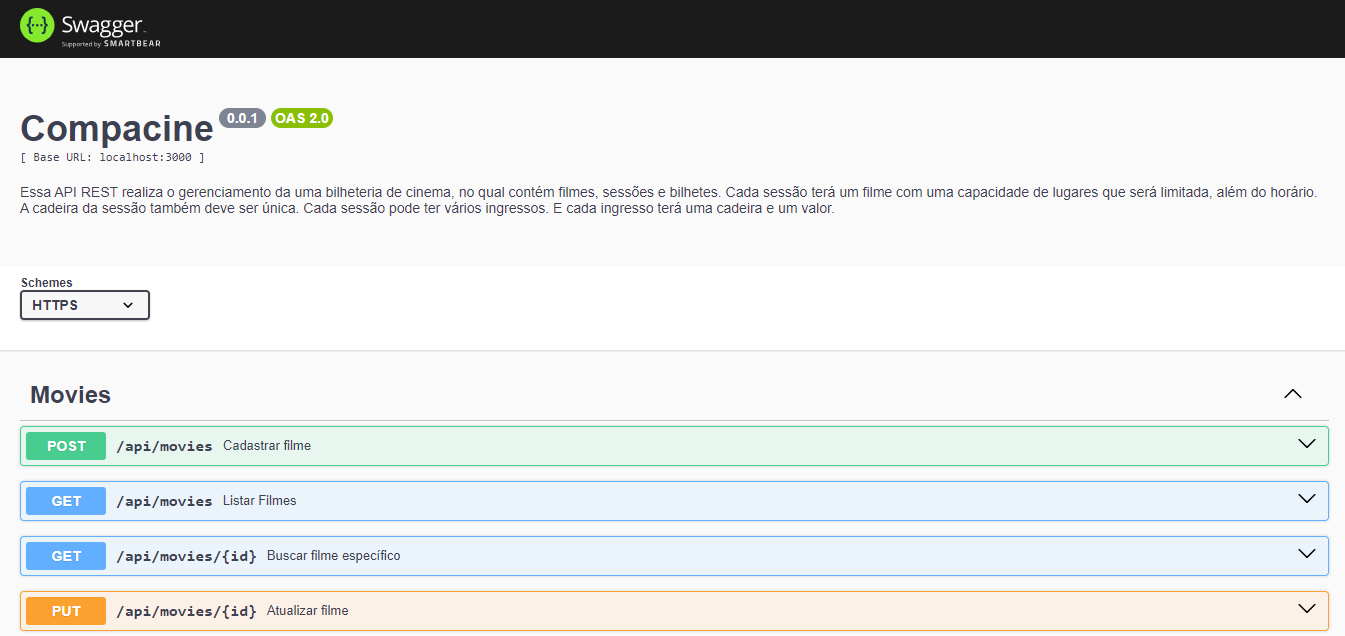 {··} Swagger.
Supported by SMARTBEAR
Compacine 0.0.1 OAS 2.0
[ Base URL: localhost:3000 ]
Essa API REST realiza o gerenciamento da uma bilheteria de cinema, no qual contém filmes, sessões e bilhetes. Cada sessão terá um filme com uma capacidade de lugares que será limitada, além do horário.
A cadeira da sessão também deve ser única. Cada sessão pode ter vários ingressos. E cada ingresso terá uma cadeira e um valor.
Schemes
HTTPS
Movies
POST /api/movies Cadastrar filme
GET /api/movies Listar Filmes
GET /api/movies/{id} Buscar filme específico
PUT /api/movies/{id} Atualizar filme